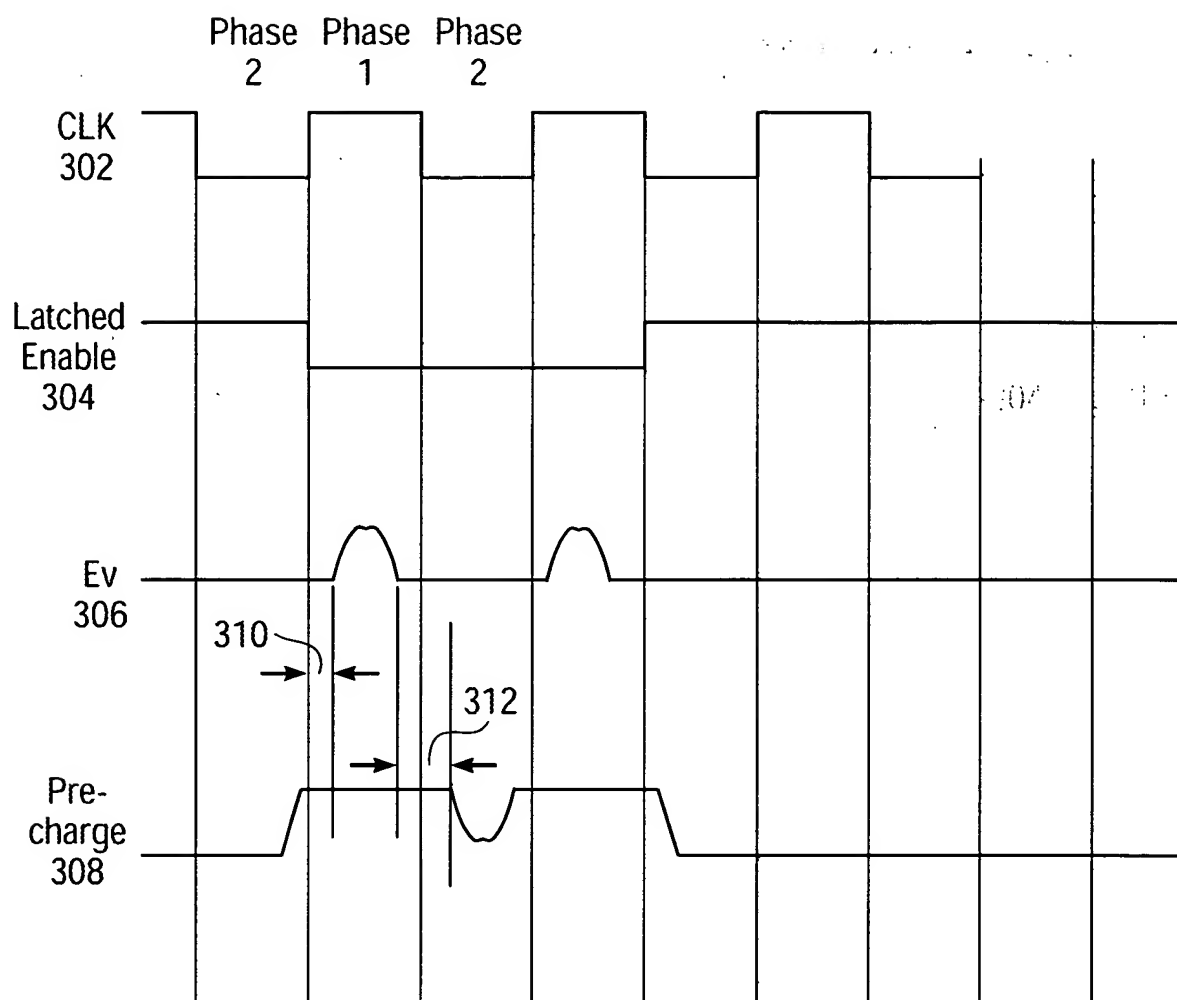 Phase Phase Phase
2 1 2
CLK
302
Latched
Enable
304
Ev
306
310
312
Pre-
charge
308